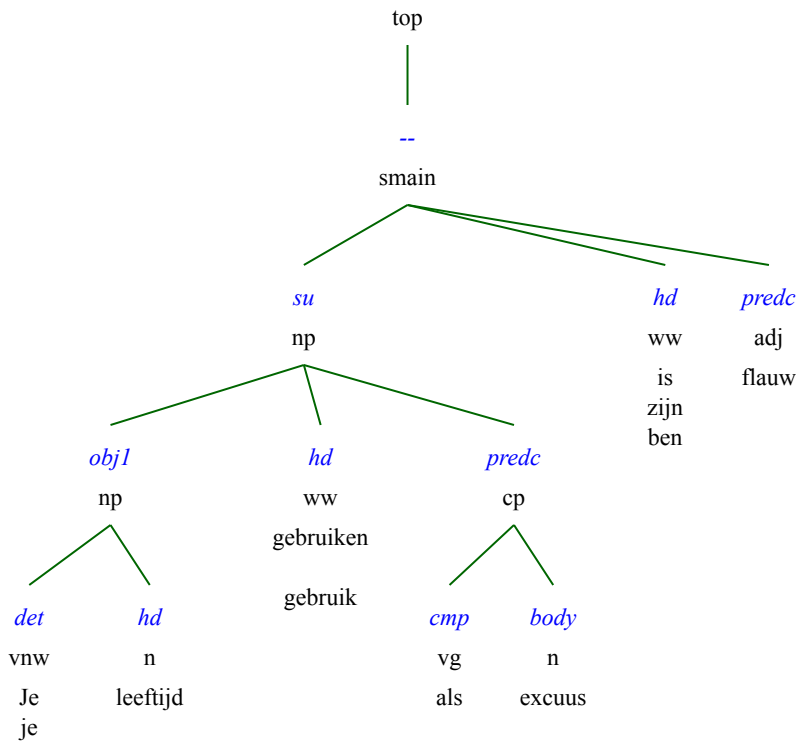 top
--
smain
su hd predc
np ww adj
is flauw
zijn
ben
obj1 hd predc
np ww cp
gebruiken
gebruik
det hd cmp body
vnw n vg n
Je leeftijd als excuus
je